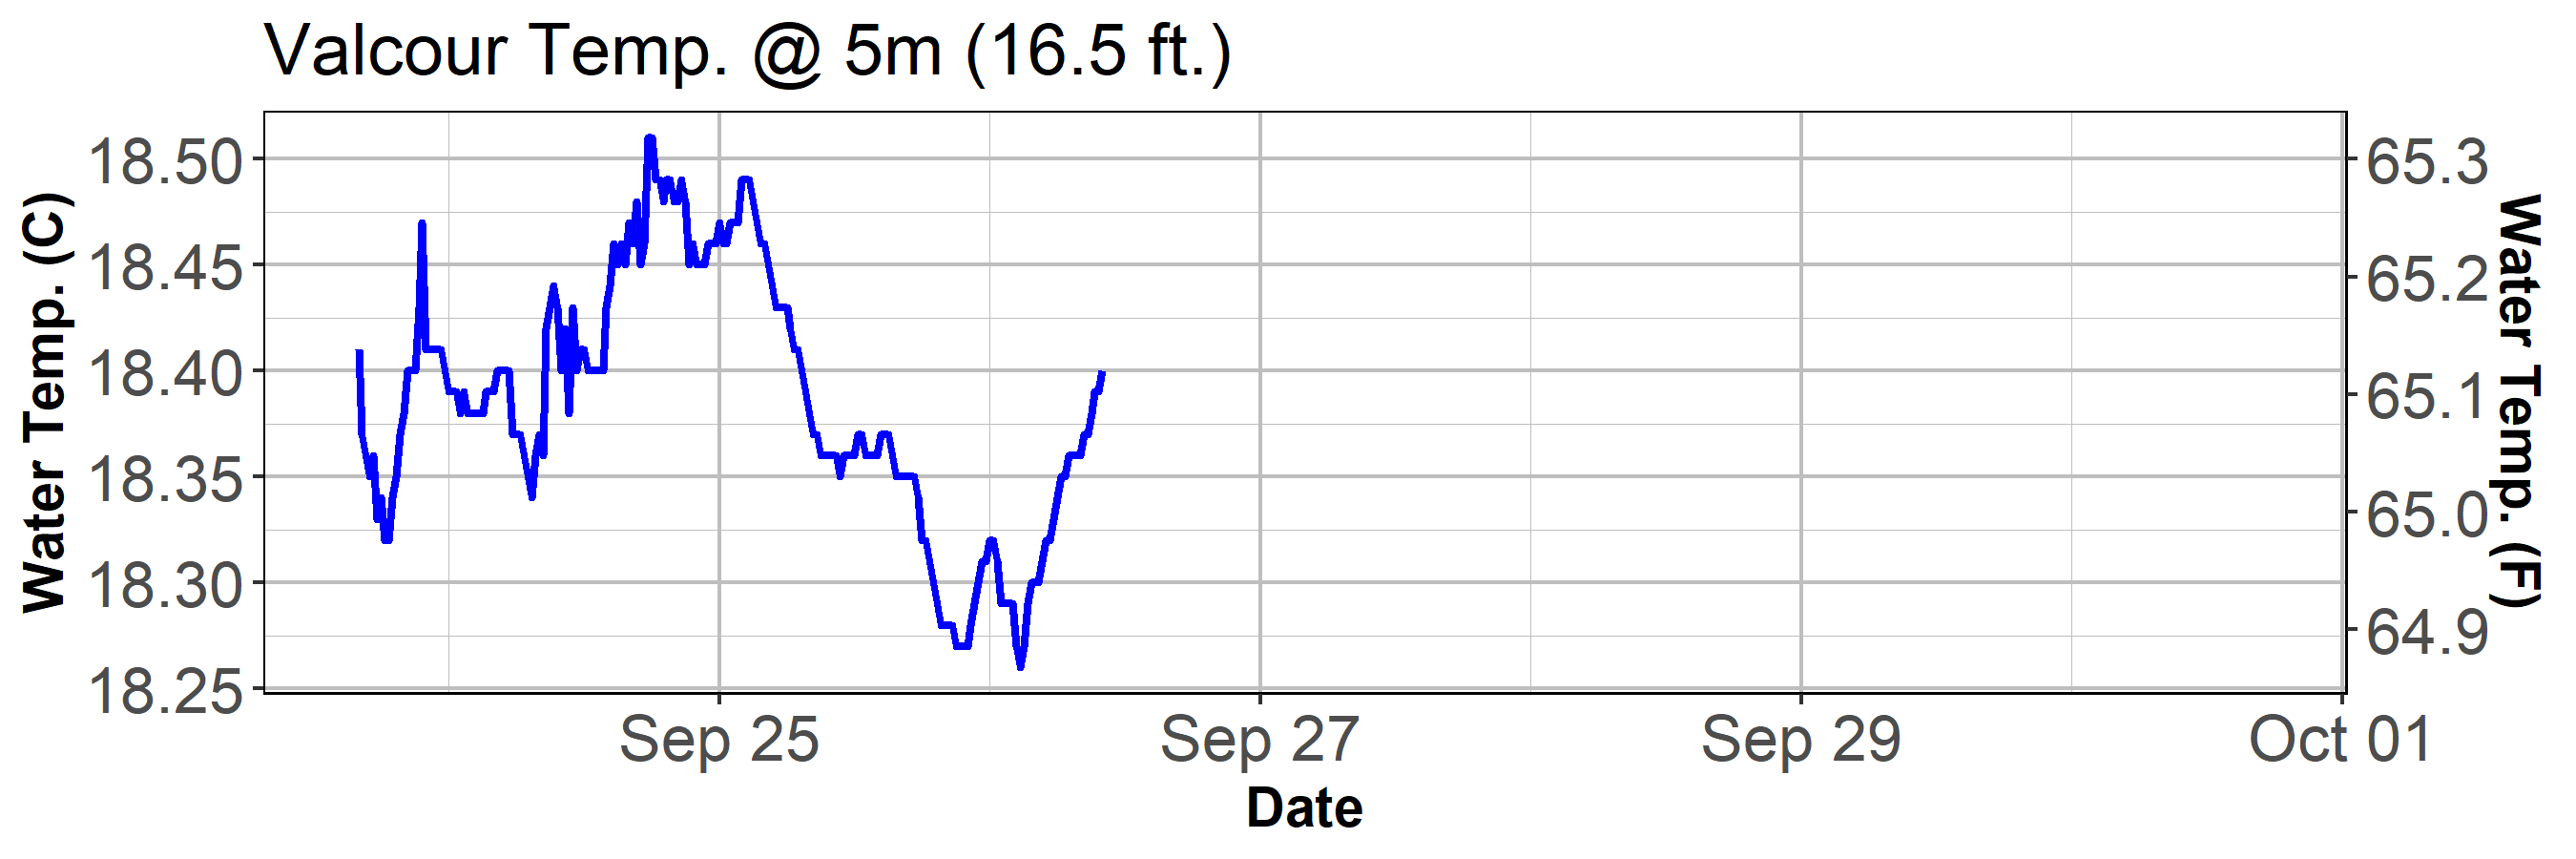 Valcour Temp. @ 5m (16.5 ft.)
Water Temp. (C)
18.50
18.45
18.40
18.35
18.30
18.25
65.3
65.2
65.1
65.0
64.9
Water Temp. (F)
Sep 25
Sep 27
Sep 29
Oct 01
Date